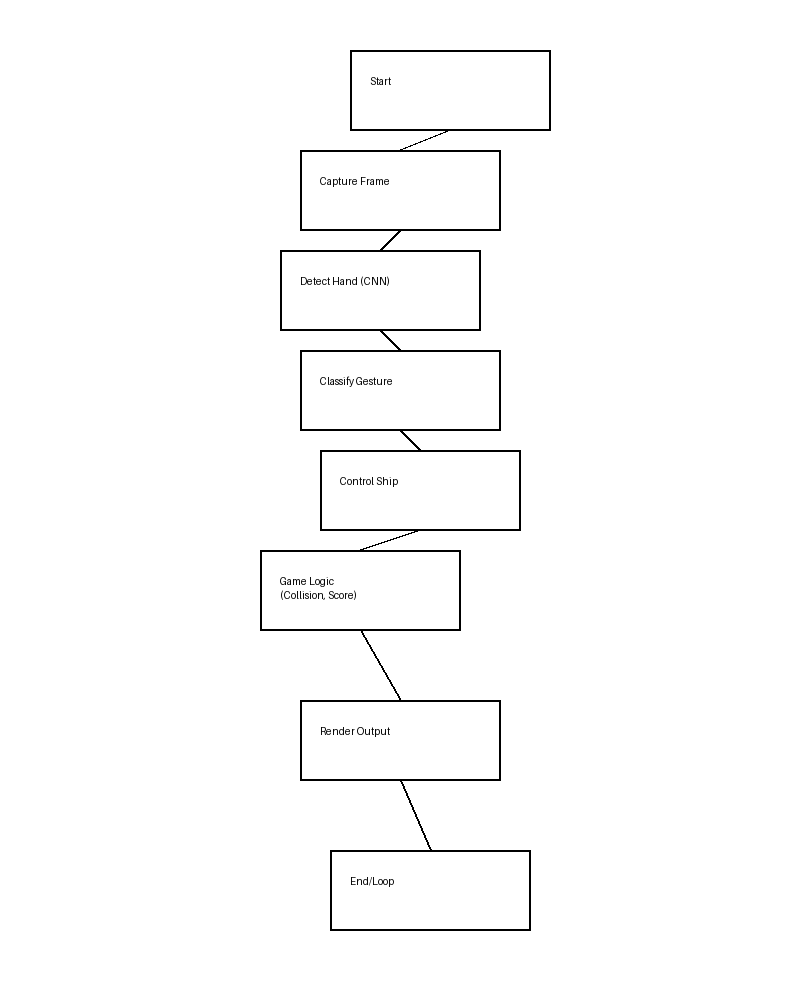 Start
Capture Frame
Detect Hand (CNN)
Classify Gesture
Control Ship
Game Logic
(Collision, Score)
Render Output
End/Loop